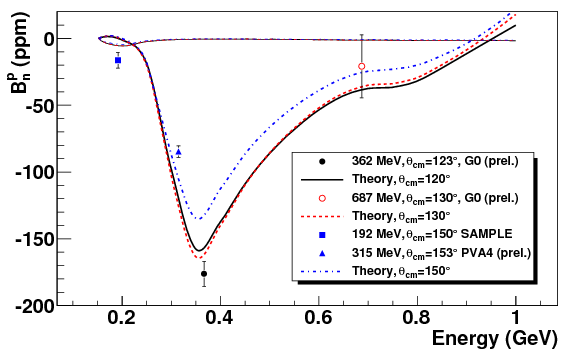 B_n^p (ppm)
0
-50
-100
-150
-200
362 MeV, θcm=123°, G0 (prel.)
Theory, θcm=120°
687 MeV, θcm=130°, G0 (prel.)
Theory, θcm=130°
192 MeV, θcm=150° SAMPLE
315 MeV, θcm=153° PVA4 (prel.)
Theory, θcm=150°
0.2 0.4 0.6 0.8 1
Energy (GeV)